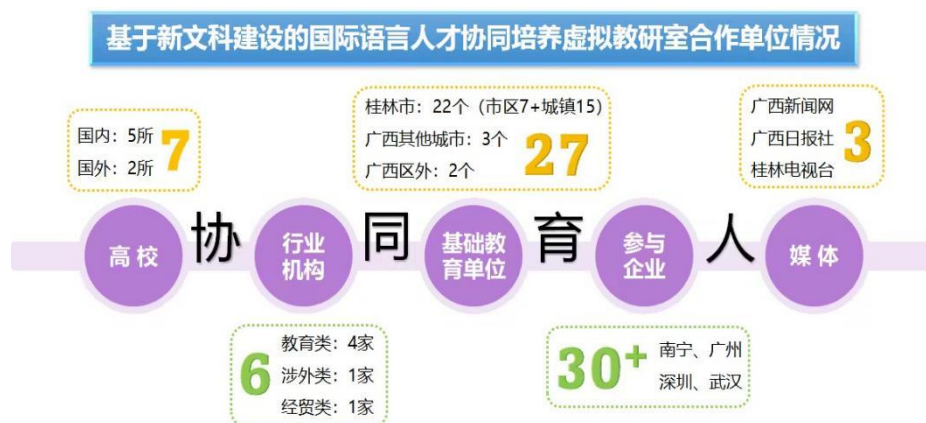 基于新文科建设的国际语言人才协同培养虚拟教研室合作单位情况
国内：5所
国外：2所
7
桂林市：22个（市区7+城镇15）
广西其他城市：3个
广西区外：2个
27
广西新闻网
广西日报社
桂林电视台
3
高校
协
行业
机构
同
基础教
育单位
育
参与
企业
人
媒体
6
教育类：4家
涉外类：1家
经贸类：1家
30+
南宁、广州
深圳、武汉